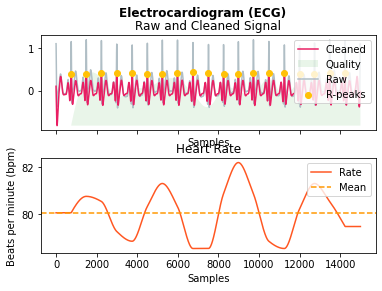 Electrocardiogram (ECG)
Raw and Cleaned Signal
1
0
Cleaned
Quality
Raw
R-peaks
Samples
Heart Rate
Beats per minute (bpm)
82
80
Rate
Mean
0 2000 4000 6000 8000 10000 12000 14000
Samples